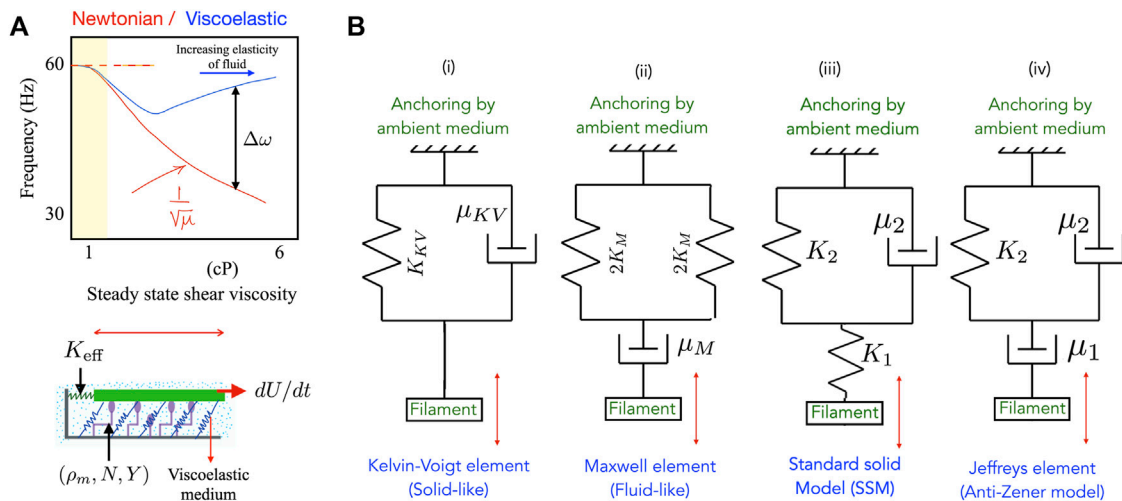 A
Newtonian / Viscoelastic
Frequency (Hz)
60
30
Increasing elasticity
of fluid
Δω
1
√μ
1
6
(cP)
Steady state shear viscosity
K_eff
dU/dt
(ρ_m, N, Y)
Viscoelastic
medium
B
(i)
Anchoring by
ambient medium
K_KV
μ_KV
Filament
Kelvin-Voigt element
(Solid-like)
(ii)
Anchoring by
ambient medium
2K_M
2K_M
μ_M
Filament
Maxwell element
(Fluid-like)
(iii)
Anchoring by
ambient medium
K_2
μ_2
K_1
Filament
Standard solid
Model (SSM)
(iv)
Anchoring by
ambient medium
K_2
μ_2
μ_1
Filament
Jeffreys element
(Anti-Zener model)